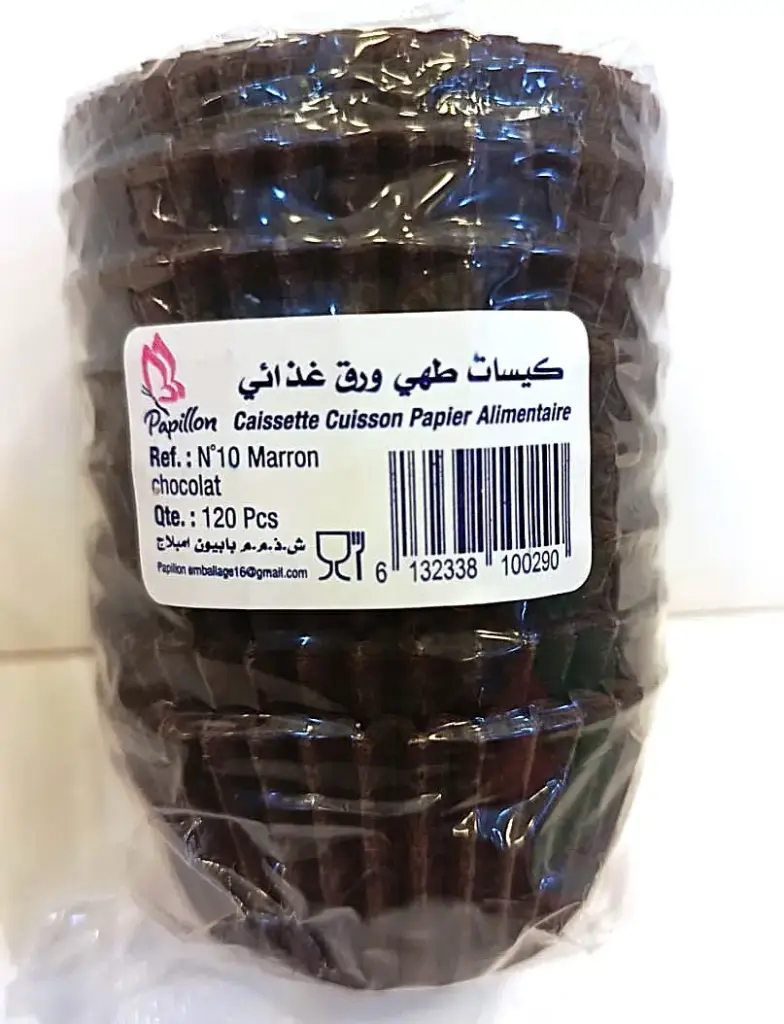 كيسات طهي ورق غذائي
Papillon Caissette Cuisson Papier Alimentaire
Ref. : N°10 Marron
chocolat
Qte. : 120 Pcs
ش.ذ.م.م بابيون امبلاج
Papillon emballage16@gmail.com
6 132338 100290